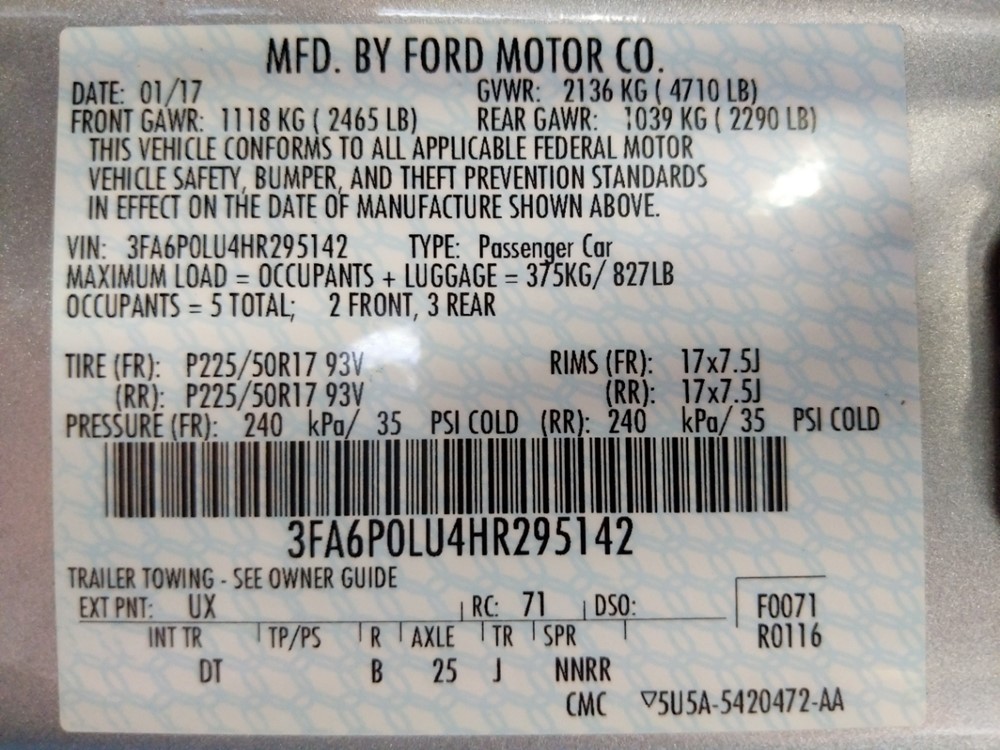 MFD. BY FORD MOTOR CO.
DATE: 01/17 GVWR: 2136 KG ( 4710 LB)
FRONT GAWR: 1118 KG ( 2465 LB) REAR GAWR: 1039 KG ( 2290 LB)
THIS VEHICLE CONFORMS TO ALL APPLICABLE FEDERAL MOTOR
VEHICLE SAFETY, BUMPER, AND THEFT PREVENTION STANDARDS
IN EFFECT ON THE DATE OF MANUFACTURE SHOWN ABOVE.
VIN: 3FA6P0LU4HR295142 TYPE: Passenger Car
MAXIMUM LOAD = OCCUPANTS + LUGGAGE = 375KG/ 827LB
OCCUPANTS = 5 TOTAL; 2 FRONT, 3 REAR
TIRE (FR): P225/50R17 93V RIMS (FR): 17x7.5J
(RR): P225/50R17 93V (RR): 17x7.5J
PRESSURE (FR): 240 kPa/ 35 PSI COLD (RR): 240 kPa/ 35 PSI COLD
3FA6P0LU4HR295142
TRAILER TOWING - SEE OWNER GUIDE
EXT PNT: UX RC: 71 DSO: F0071
INT TR TP/PS R AXLE TR SPR R0116
DT B 25 J NNRR
CMC ▽5U5A-5420472-AA